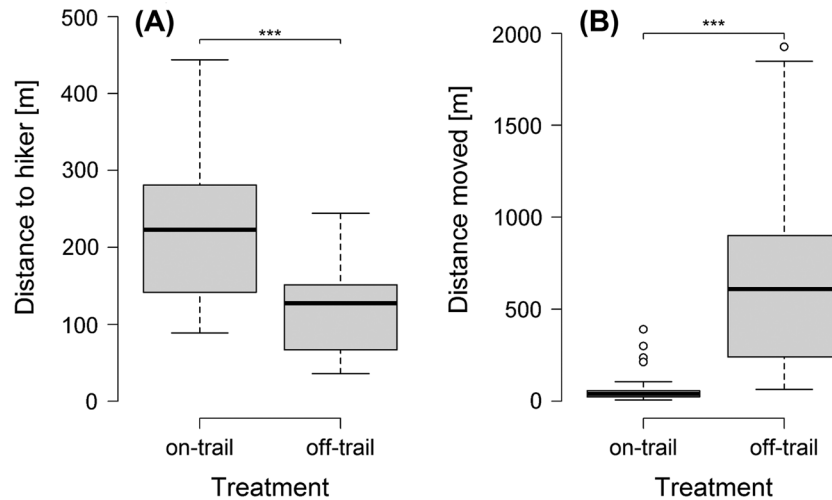 (A)
***
Distance to hiker [m]
500
400
300
200
100
0
on-trail off-trail
Treatment
(B)
***
Distance moved [m]
2000
1500
1000
500
0
on-trail off-trail
Treatment